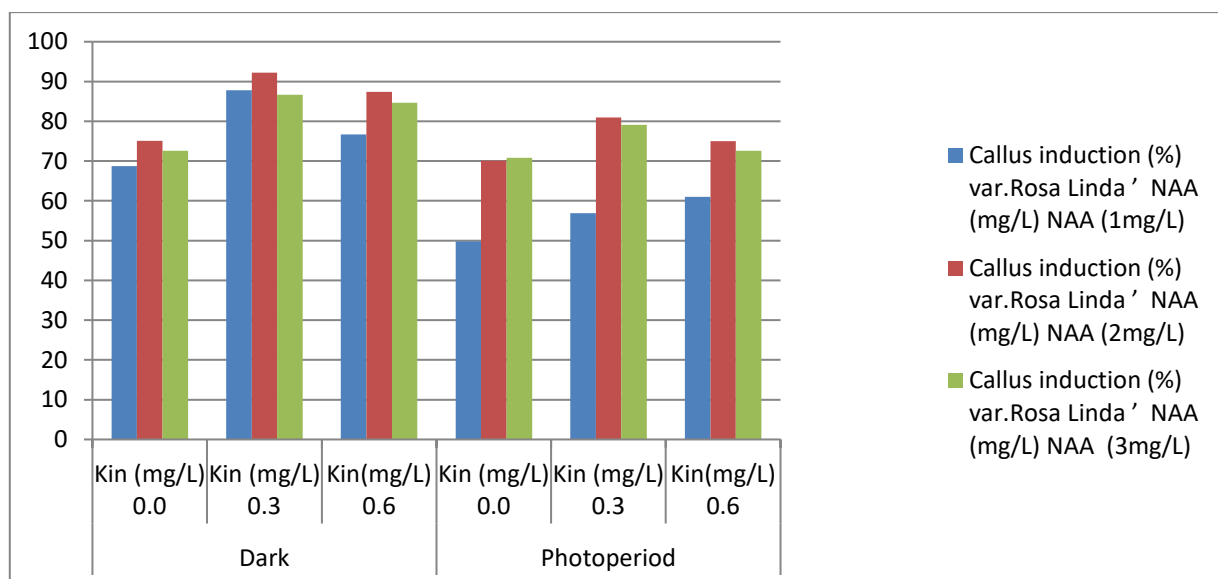 100
90
80
70
60
50
40
30
20
10
0
Kin (mg/L) Kin (mg/L) Kin(mg/L) Kin (mg/L) Kin (mg/L) Kin(mg/L)
0.0 0.3 0.6 0.0 0.3 0.6
Dark Photoperiod
Callus induction (%)
var.Rosa Linda ’ NAA
(mg/L) NAA (1mg/L)
Callus induction (%)
var.Rosa Linda ’ NAA
(mg/L) NAA (2mg/L)
Callus induction (%)
var.Rosa Linda ’ NAA
(mg/L) NAA (3mg/L)